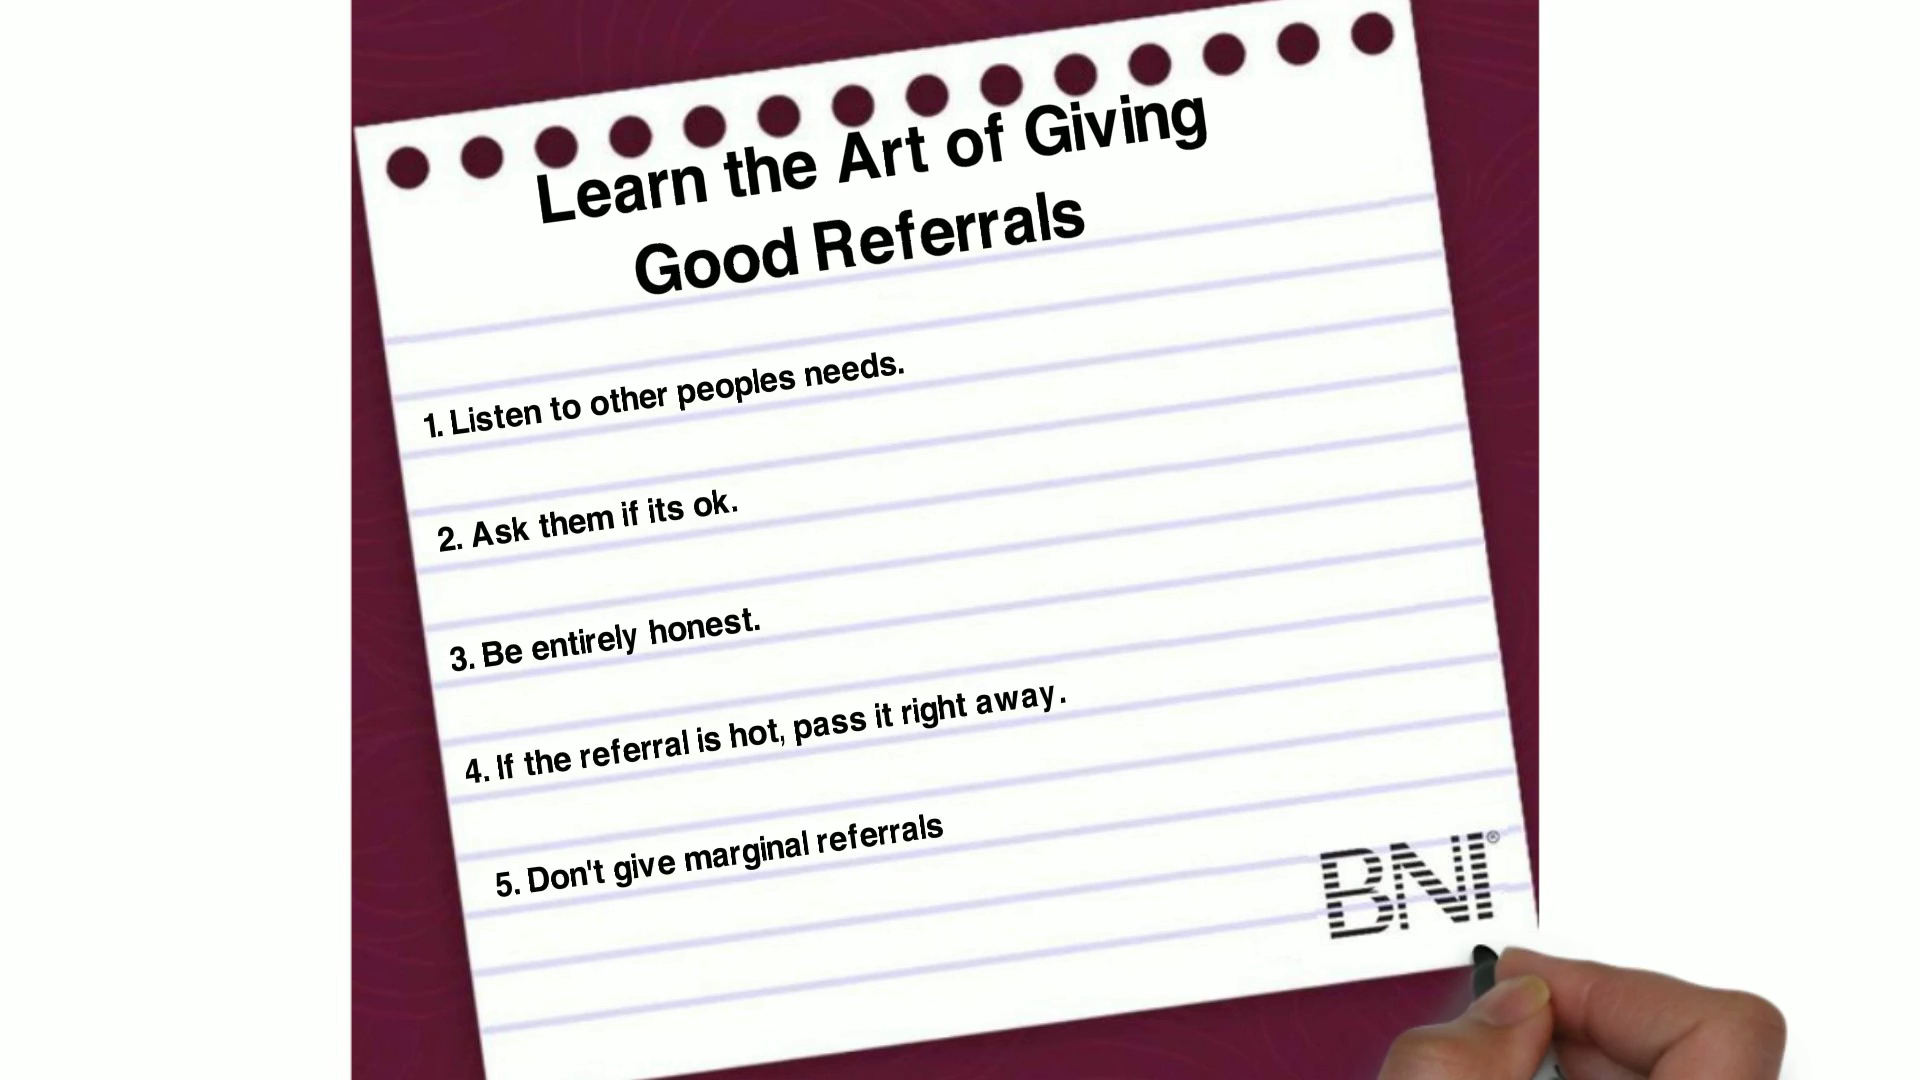 Learn the Art of Giving
Good Referrals
1. Listen to other peoples needs.
2. Ask them if its ok.
3. Be entirely honest.
4. If the referral is hot, pass it right away.
5. Don't give marginal referrals
BNI®